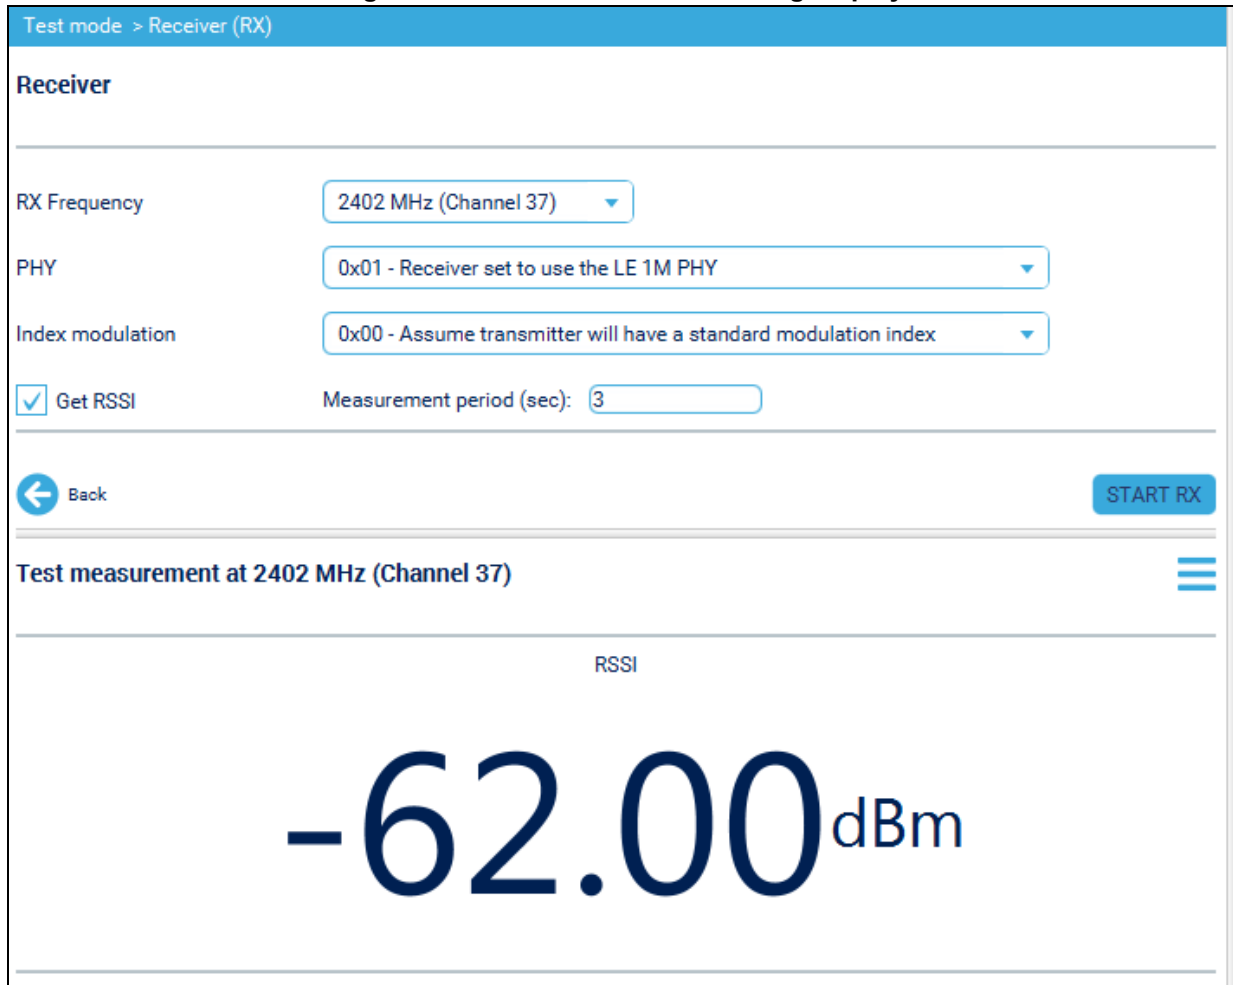 Test mode > Receiver (RX)
Receiver
RX Frequency 2402 MHz (Channel 37)
PHY 0x01 - Receiver set to use the LE 1M PHY
Index modulation 0x00 - Assume transmitter will have a standard modulation index
Get RSSI Measurement period (sec): 3
Back START RX
Test measurement at 2402 MHz (Channel 37)
RSSI
-62.00 dBm